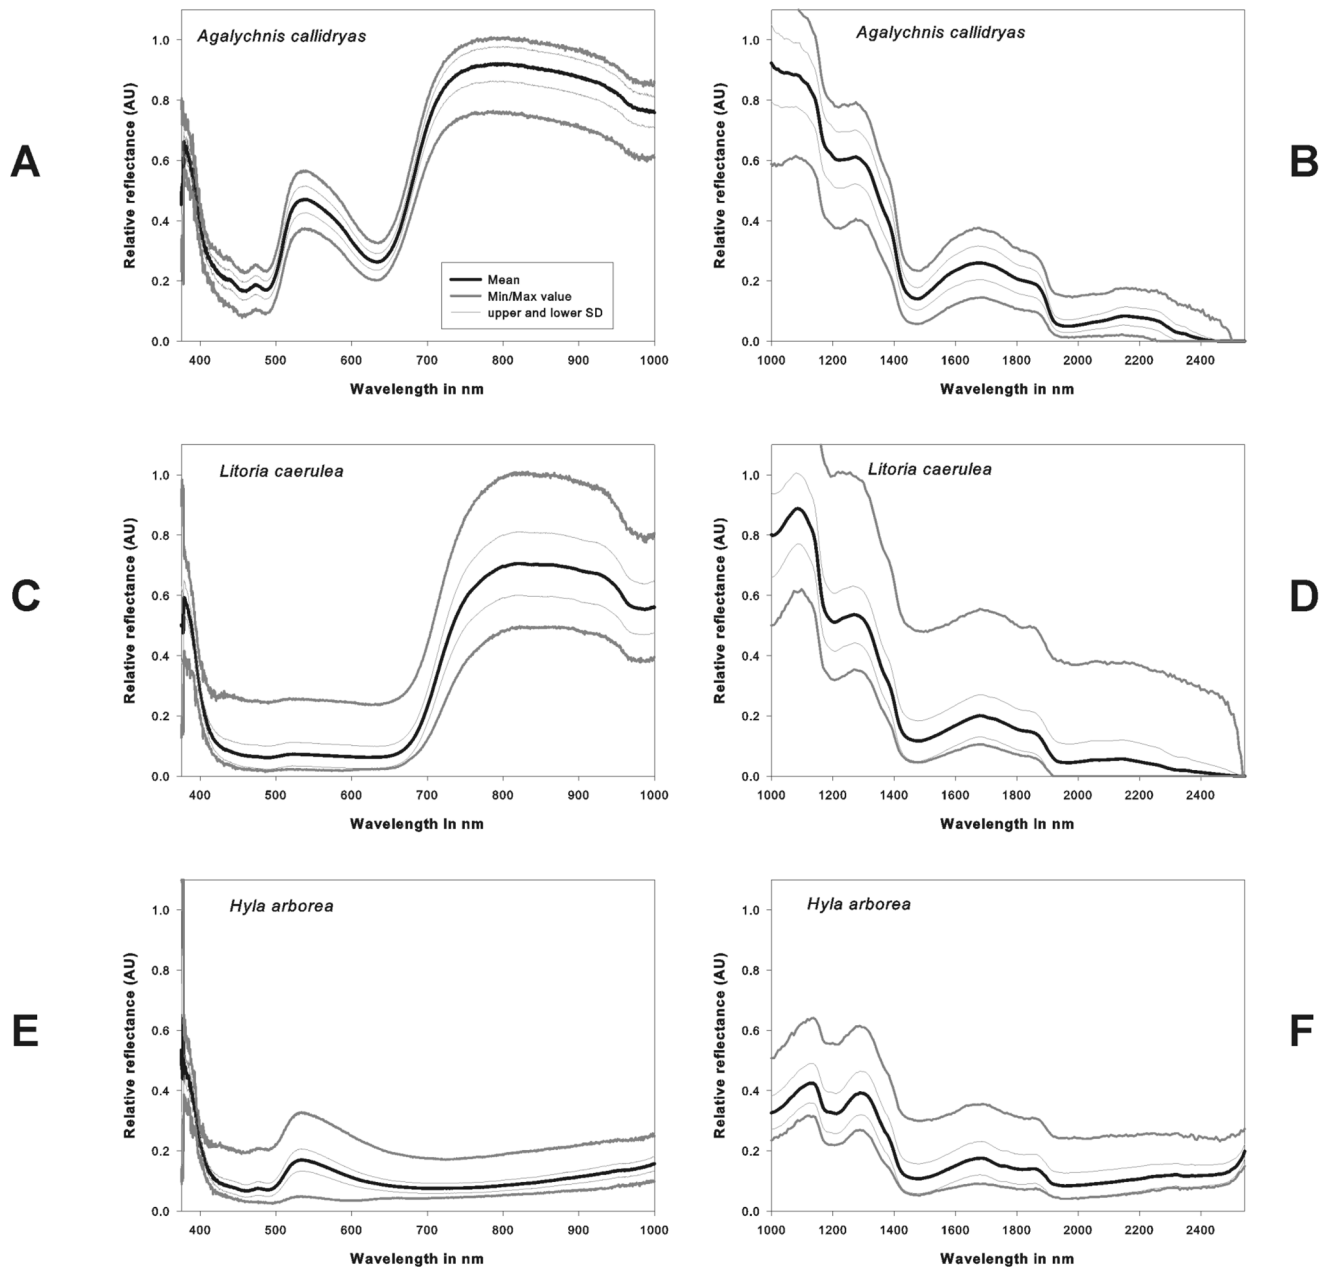 A
Agalychnis callidryas
Relative reflectance (AU)
1.0
0.8
0.6
0.4
0.2
0.0
400 500 600 700 800 900 1000
Wavelength in nm
Mean
Min/Max value
upper and lower SD
B
Agalychnis callidryas
Relative reflectance (AU)
1.0
0.8
0.6
0.4
0.2
0.0
1000 1200 1400 1600 1800 2000 2200 2400
Wavelength in nm
C
Litoria caerulea
Relative reflectance (AU)
1.0
0.8
0.6
0.4
0.2
0.0
400 500 600 700 800 900 1000
Wavelength in nm
D
Litoria caerulea
Relative reflectance (AU)
1.0
0.8
0.6
0.4
0.2
0.0
1000 1200 1400 1600 1800 2000 2200 2400
Wavelength in nm
E
Hyla arborea
Relative reflectance (AU)
1.0
0.8
0.6
0.4
0.2
0.0
400 500 600 700 800 900 1000
Wavelength in nm
F
Hyla arborea
Relative reflectance (AU)
1.0
0.8
0.6
0.4
0.2
0.0
1000 1200 1400 1600 1800 2000 2200 2400
Wavelength in nm